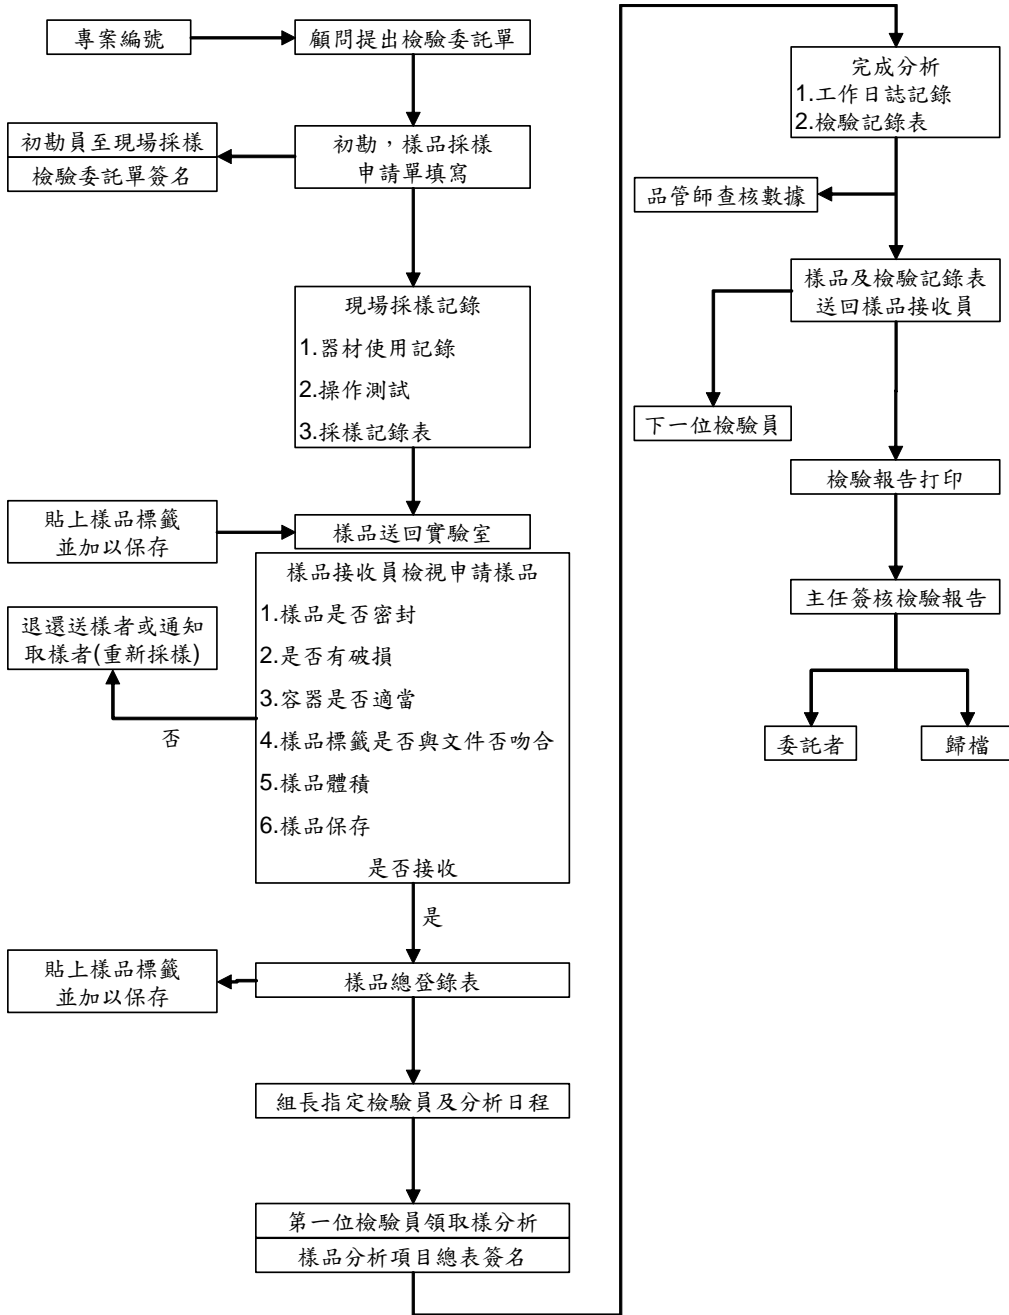 專案編號
顧問提出檢驗委託單
初勘員至現場採樣
檢驗委託單簽名
初勘，樣品採樣
申請單填寫
現場採樣記錄
1.器材使用記錄
2.操作測試
3.採樣記錄表
貼上樣品標籤
並加以保存
樣品送回實驗室
樣品接收員檢視申請樣品
1.樣品是否密封
2.是否有破損
3.容器是否適當
4.樣品標籤是否與文件否吻合
5.樣品體積
6.樣品保存
是否接收
退還送樣者或通知
取樣者(重新採樣)
否
是
貼上樣品標籤
並加以保存
樣品總登錄表
組長指定檢驗員及分析日程
第一位檢驗員領取樣分析
樣品分析項目總表簽名
完成分析
1.工作日誌記錄
2.檢驗記錄表
品管師查核數據
樣品及檢驗記錄表
送回樣品接收員
下一位檢驗員
檢驗報告打印
主任簽核檢驗報告
委託者
歸檔